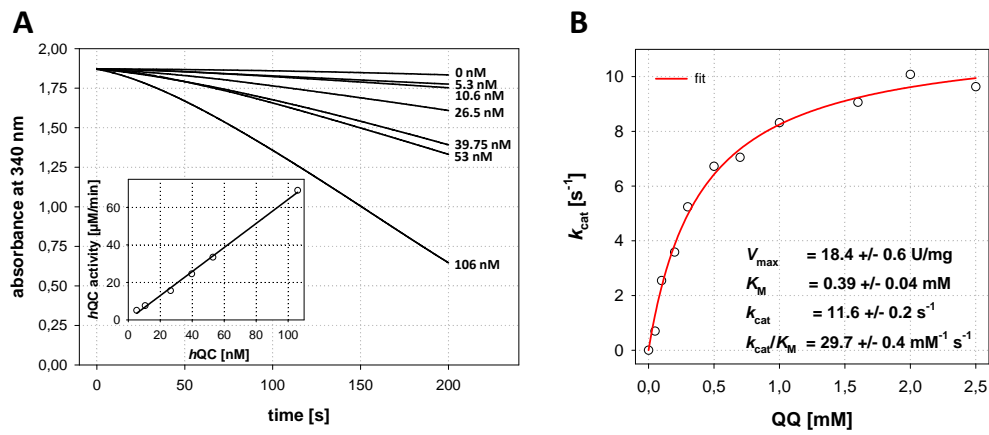 A
absorbance at 340 nm
2,00
1,75
1,50
1,25
1,00
0,75
0,50
0,25
0,00
0 nM
5.3 nM
10.6 nM
26.5 nM
39.75 nM
53 nM
106 nM
hQC activity [µM/min]
60
40
20
0
0 20 40 60 80 100
hQC [nM]
0 50 100 150 200
time [s]
B
kcat [s-1]
10
8
6
4
2
0
fit
Vmax = 18.4 +/- 0.6 U/mg
KM = 0.39 +/- 0.04 mM
kcat = 11.6 +/- 0.2 s-1
kcat/KM = 29.7 +/- 0.4 mM-1 s-1
0,0 0,5 1,0 1,5 2,0 2,5
QQ [mM]